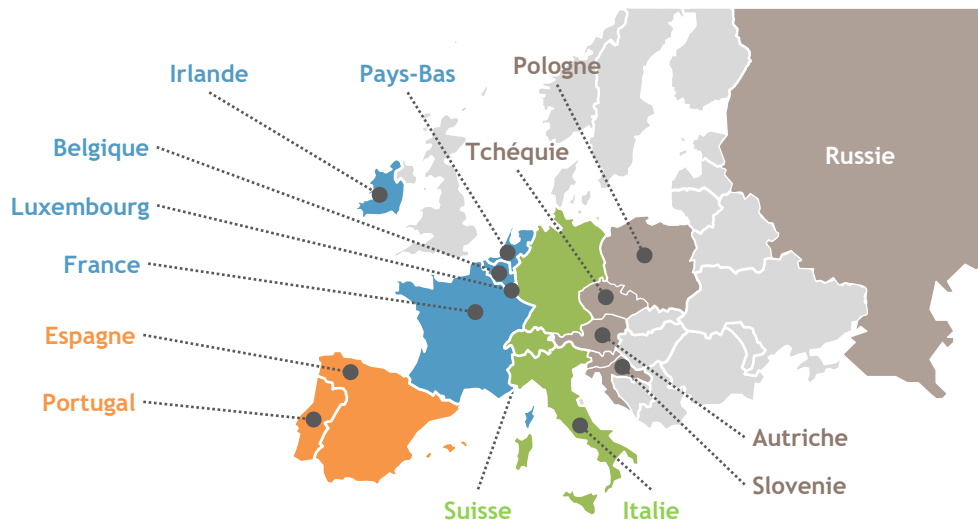 Irlande
Pays-Bas
Pologne
Belgique
Tchéquie
Russie
Luxembourg
France
Espagne
Portugal
Autriche
Slovenie
Suisse
Italie